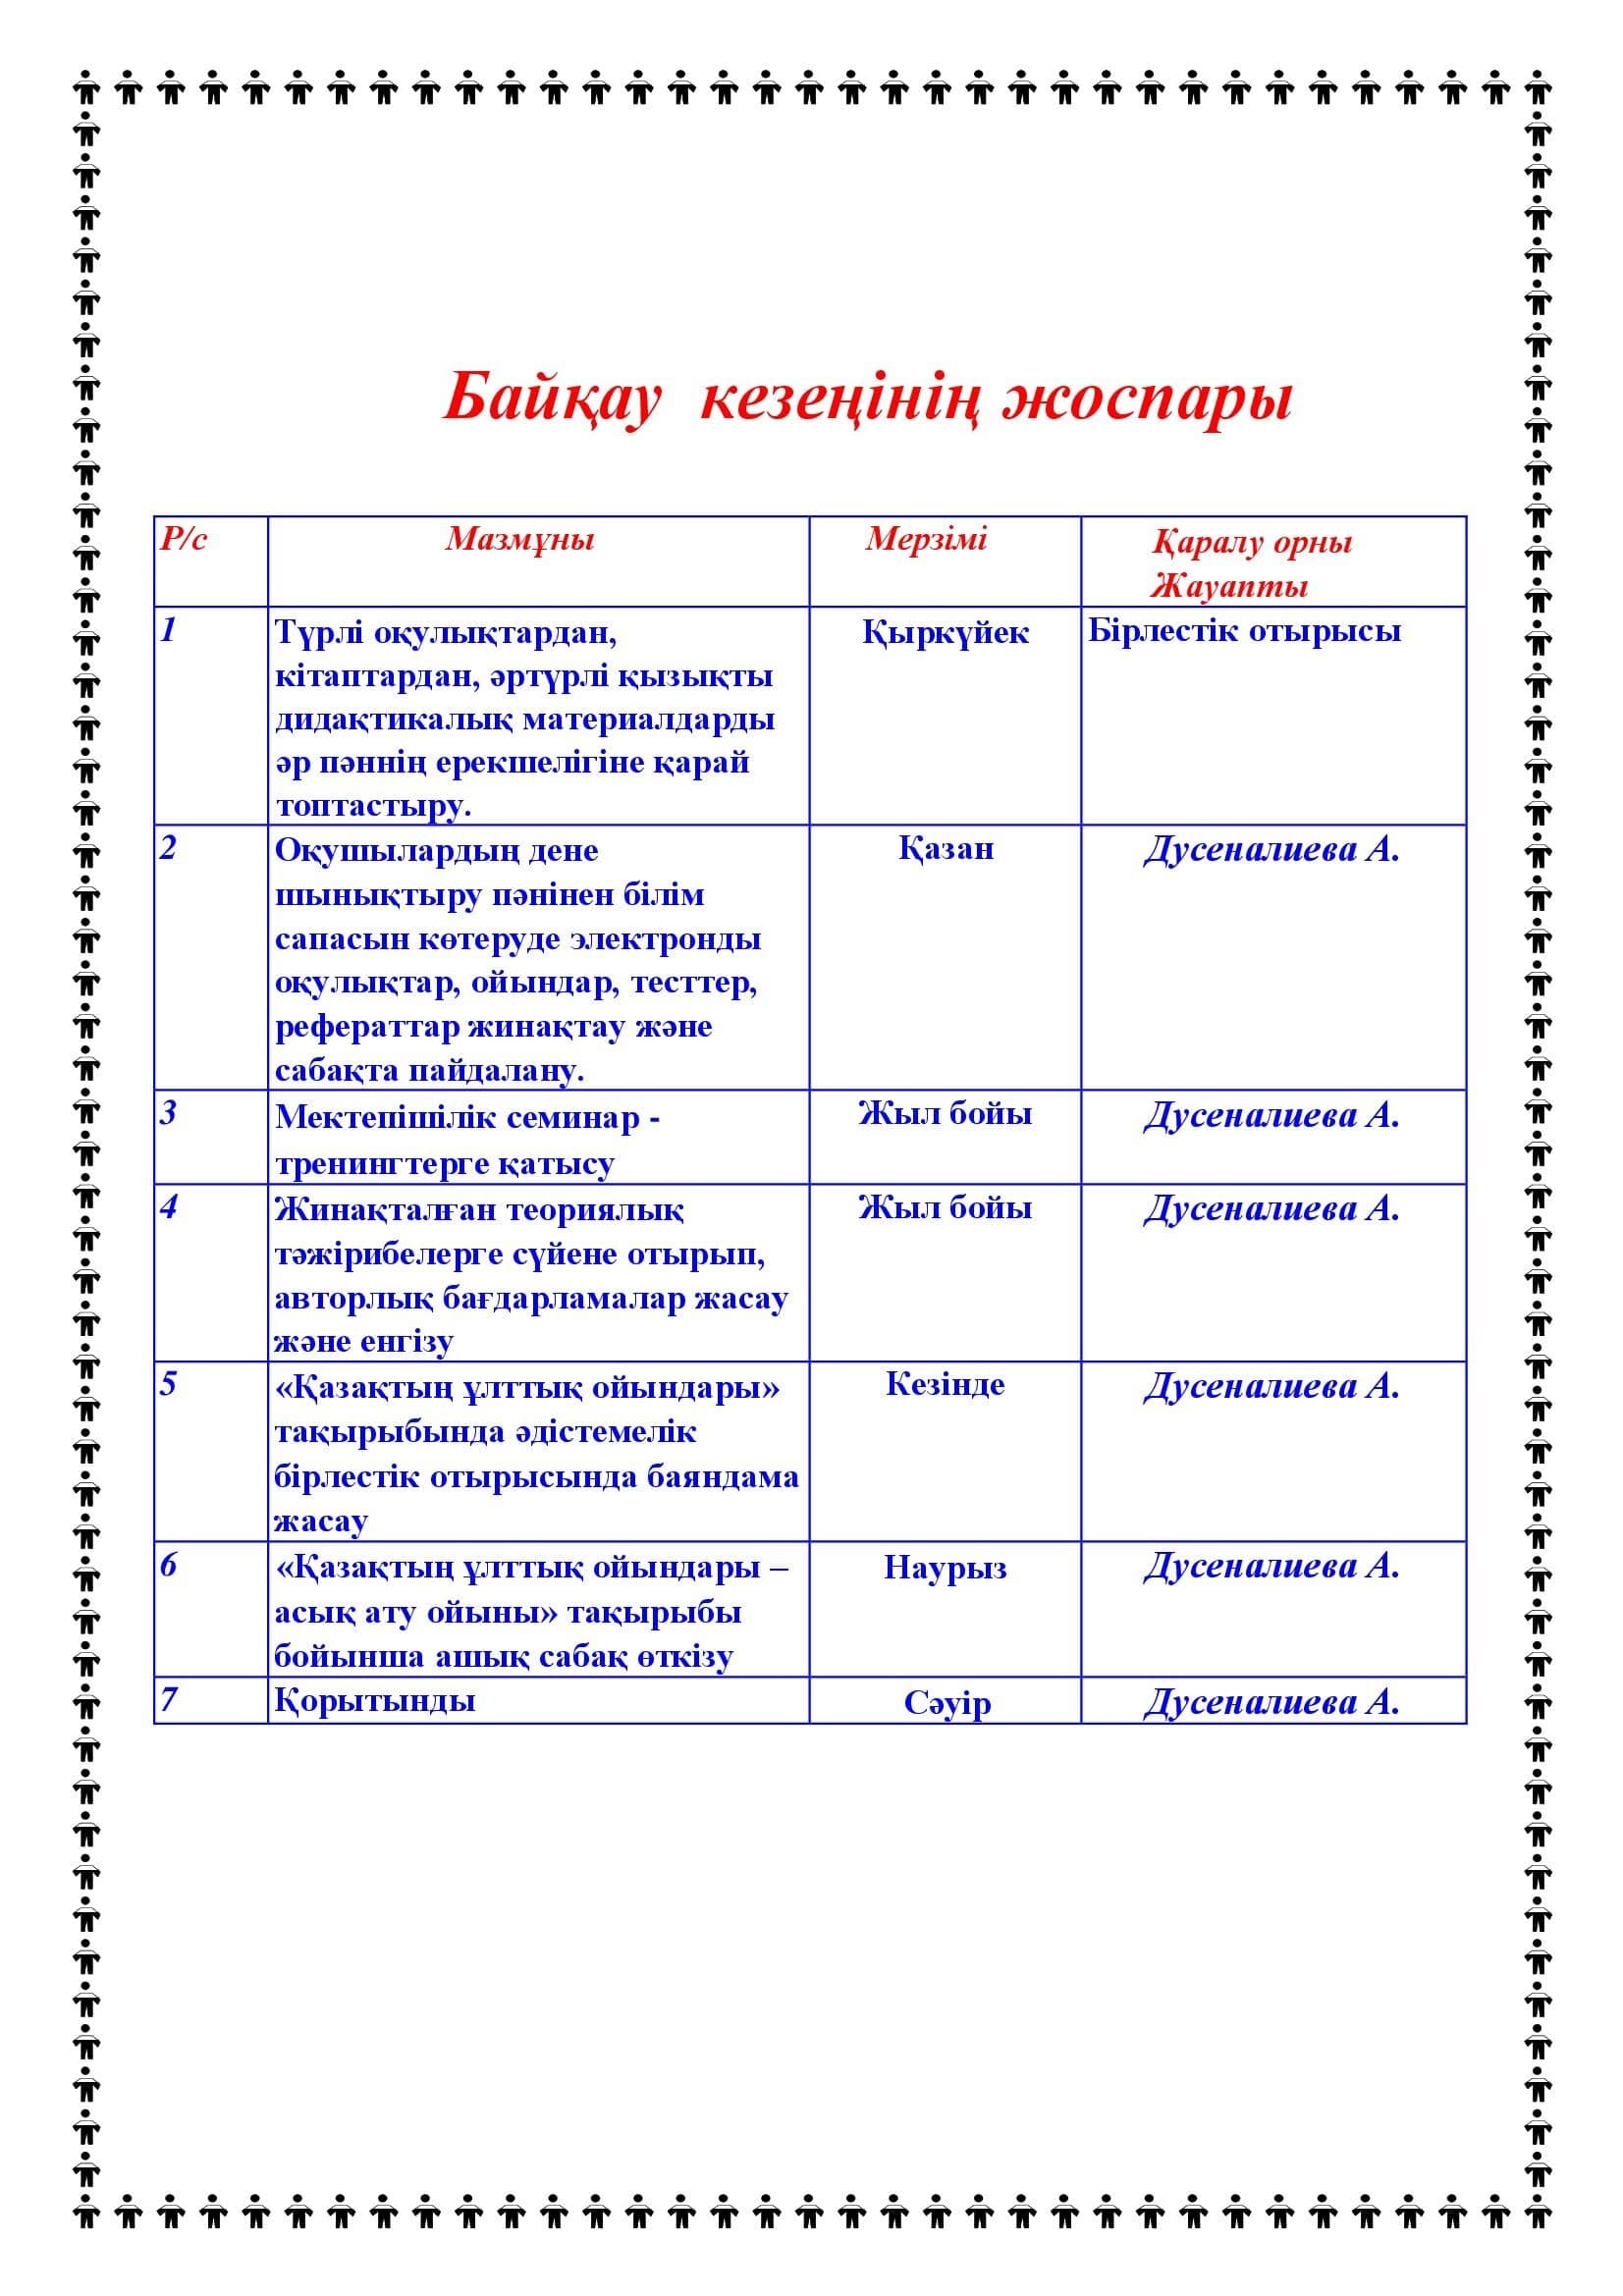 Байқау кезеңінің жоспары
Р/с Мазмұны Мерзімі Қаралу орны
Жауапты
1 Түрлі оқулықтардан, Қыркүйек Бірлестік отырысы
кітаптардан, әртүрлі қызықты
дидақтикалық материалдарды
әр пәннің ерекшелігіне қарай
топтастыру.
2 Оқушылардың дене Қазан Дусеналиева А.
шынықтыру пәнінен білім
сапасын көтеруде электронды
оқулықтар, ойындар, тесттер,
рефераттар жинақтау және
сабақта пайдалану.
3 Мектепішілік семинар - Жыл бойы Дусеналиева А.
тренингтерге қатысу
4 Жинақталған теориялық Жыл бойы Дусеналиева А.
тәжірибелерге сүйене отырып,
авторлық бағдарламалар жасау
және енгізу
5 «Қазақтың ұлттық ойындары» Кезінде Дусеналиева А.
тақырыбында әдістемелік
бірлестік отырысында баяндама
жасау
6 «Қазақтың ұлттық ойындары – Наурыз Дусеналиева А.
асық ату ойыны» тақырыбы
бойынша ашық сабақ өткізу
7 Қорытынды Сәуір Дусеналиева А.